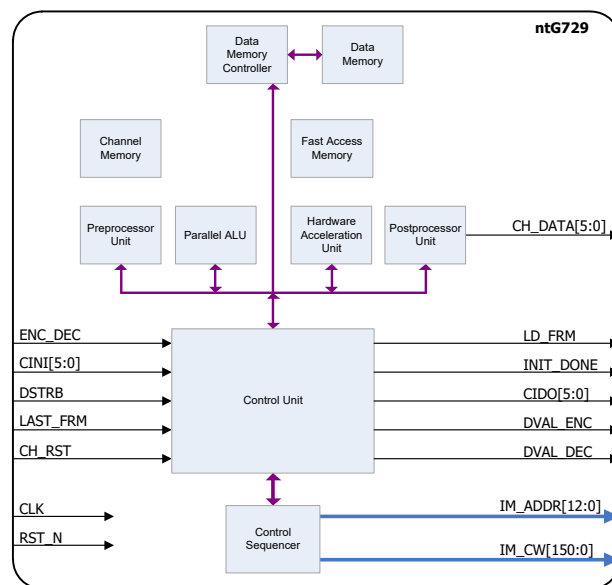 ntG729
Data
Memory
Controller
Data
Memory
Channel
Memory
Fast Access
Memory
Preprocessor
Unit
Parallel ALU
Hardware
Acceleration
Unit
Postprocessor
Unit
CH_DATA[5:0]
ENC_DEC
CINI[5:0]
DSTRB
LAST_FRM
CH_RST
Control Unit
LD_FRM
INIT_DONE
CIDO[5:0]
DVAL_ENC
DVAL_DEC
CLK
RST_N
Control
Sequencer
IM_ADDR[12:0]
IM_CW[150:0]